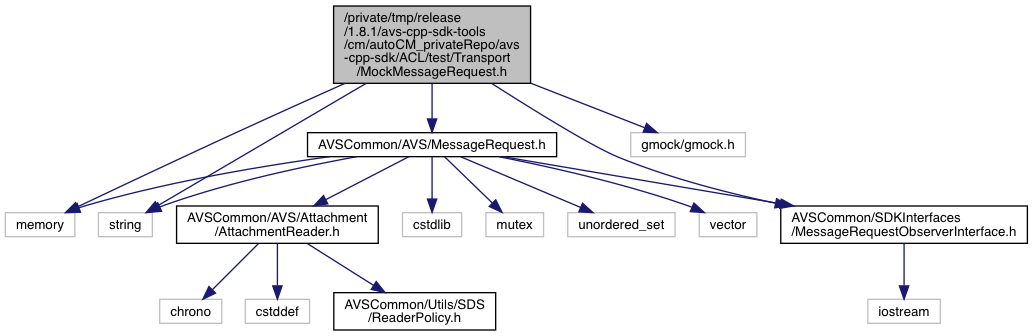 /private/tmp/release
/1.8.1/avs-cpp-sdk-tools
/cm/autoCM_privateRepo/avs
-cpp-sdk/ACL/test/Transport
/MockMessageRequest.h
AVSCommon/AVS/MessageRequest.h
gmock/gmock.h
memory
string
AVSCommon/AVS/Attachment
/AttachmentReader.h
cstdlib
mutex
unordered_set
vector
AVSCommon/SDKInterfaces
/MessageRequestObserverInterface.h
chrono
cstddef
AVSCommon/Utils/SDS
/ReaderPolicy.h
iostream